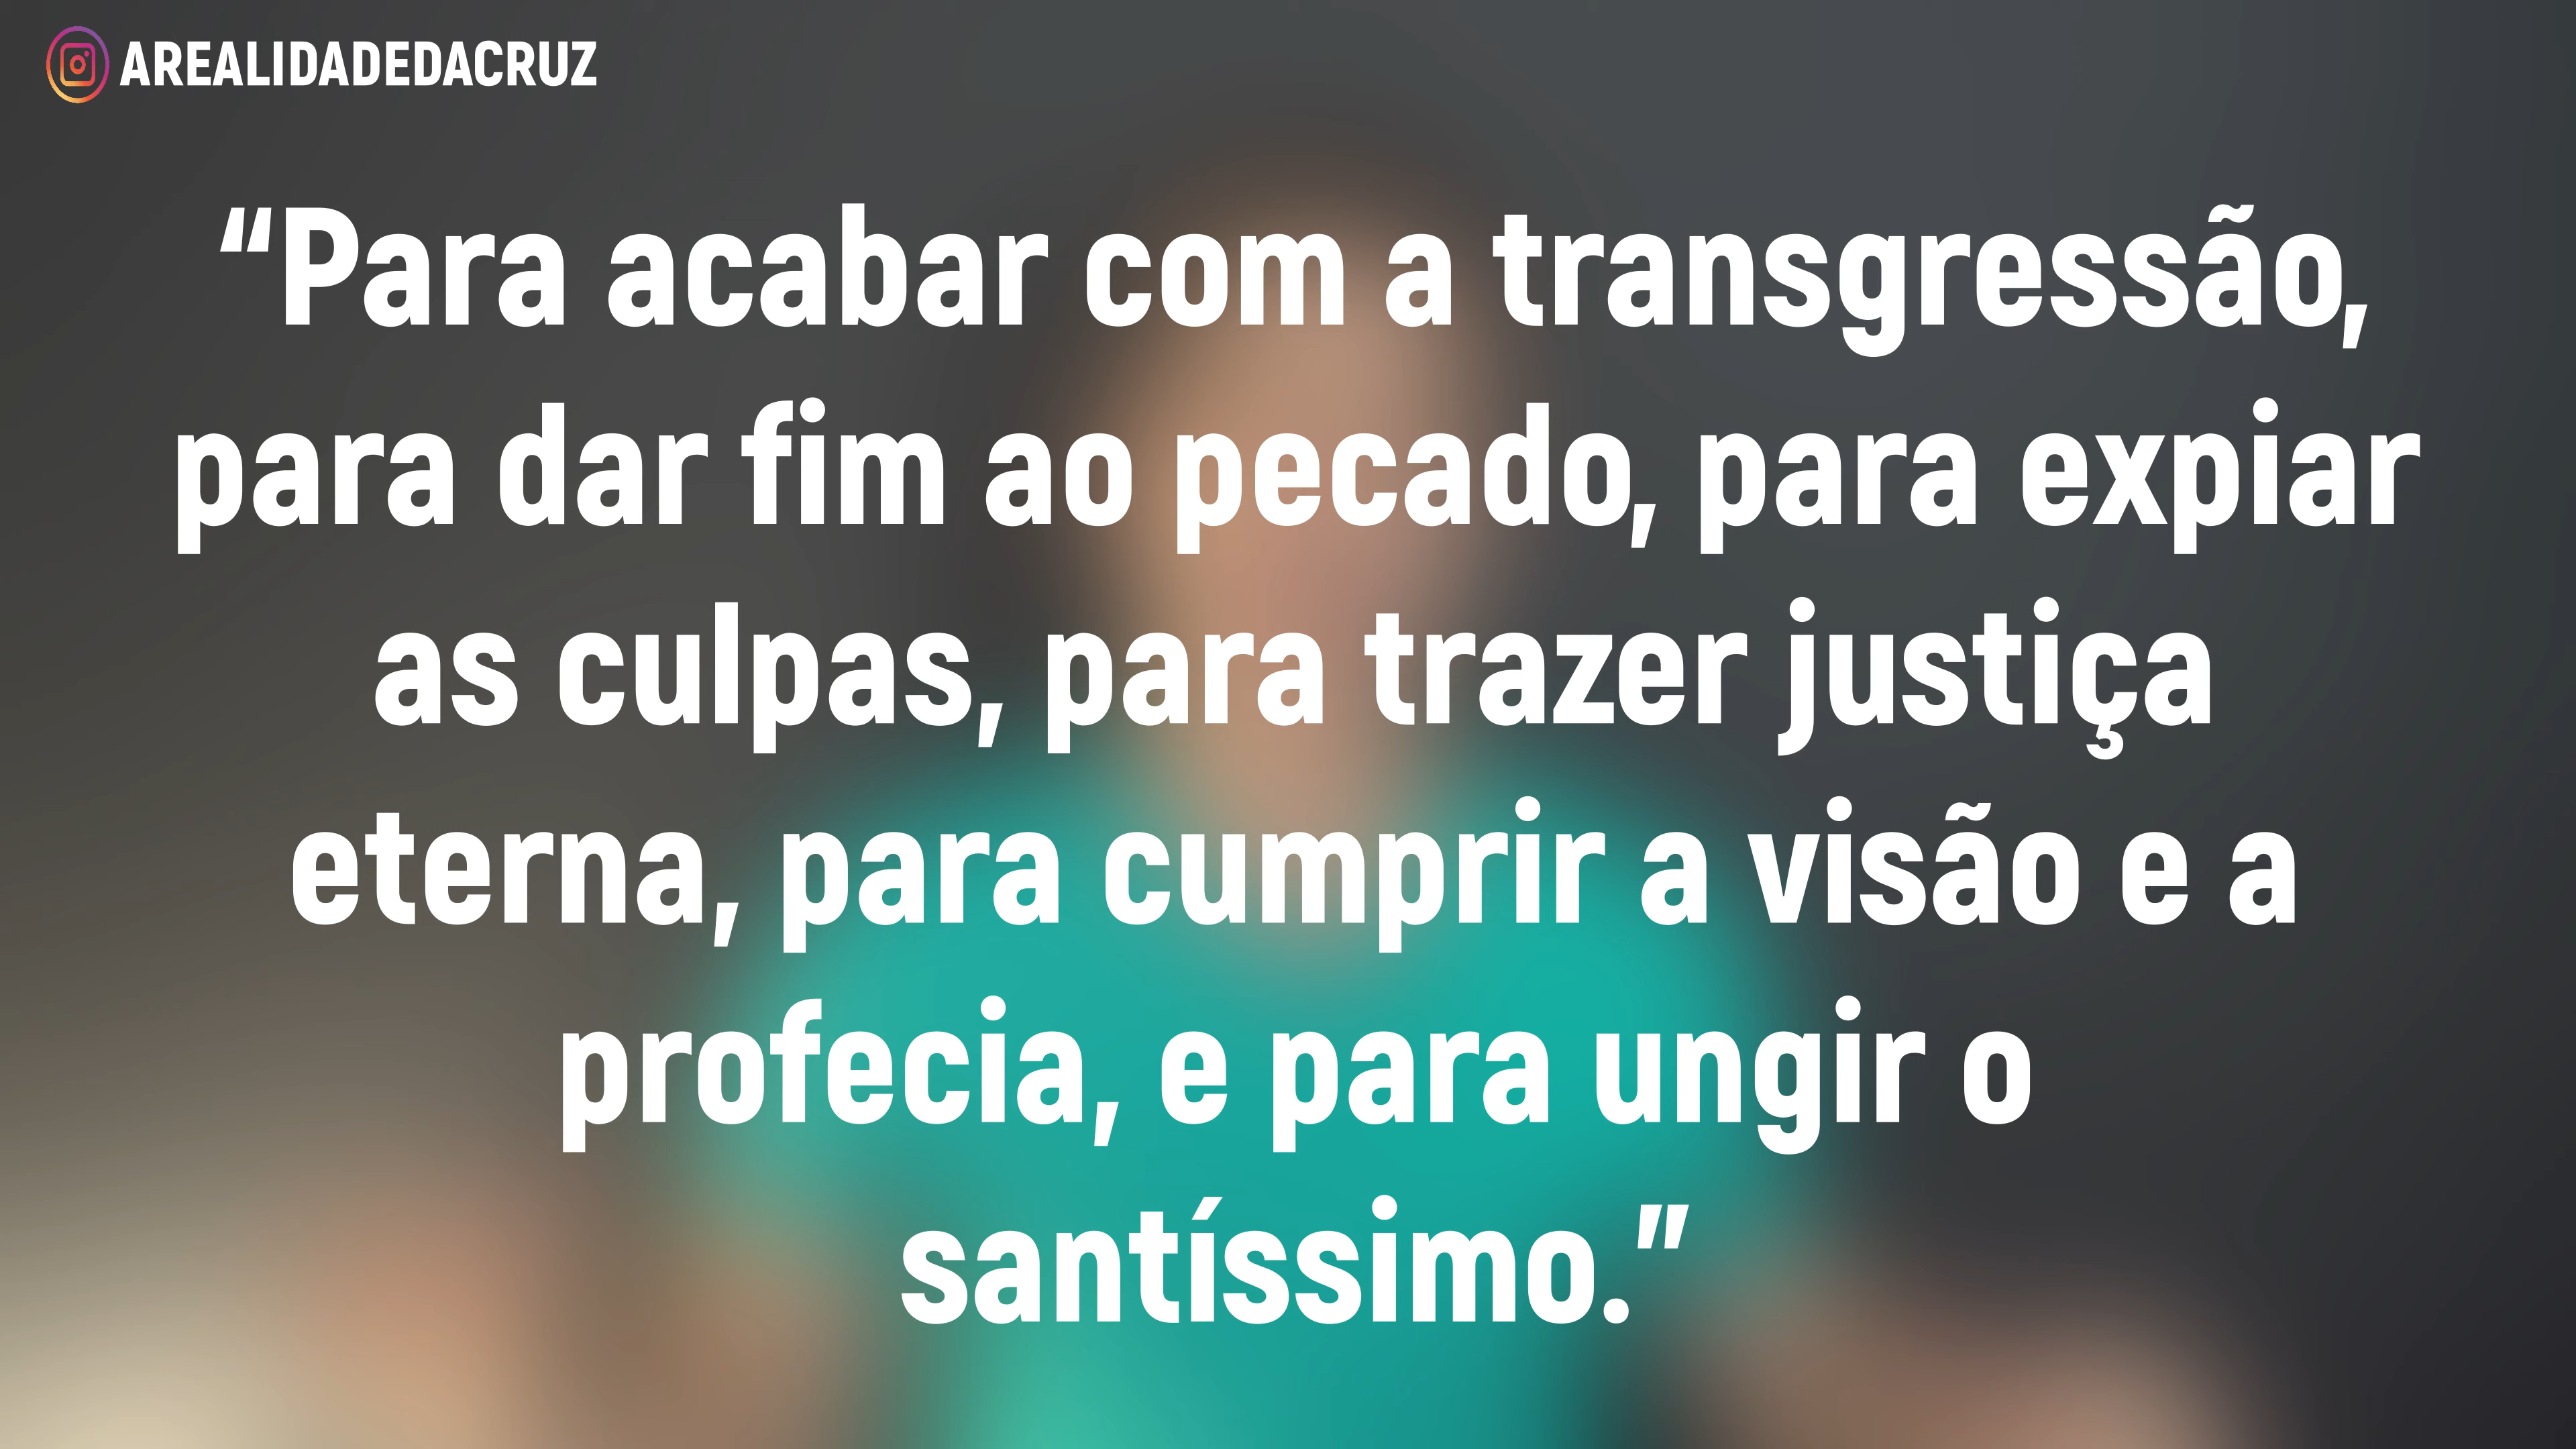 AREALIDADEDACRUZ
“Para acabar com a transgressão,
para dar fim ao pecado, para expiar
as culpas, para trazer justiça
eterna, para cumprir a visão e a
profecia, e para ungir o
santíssimo.”